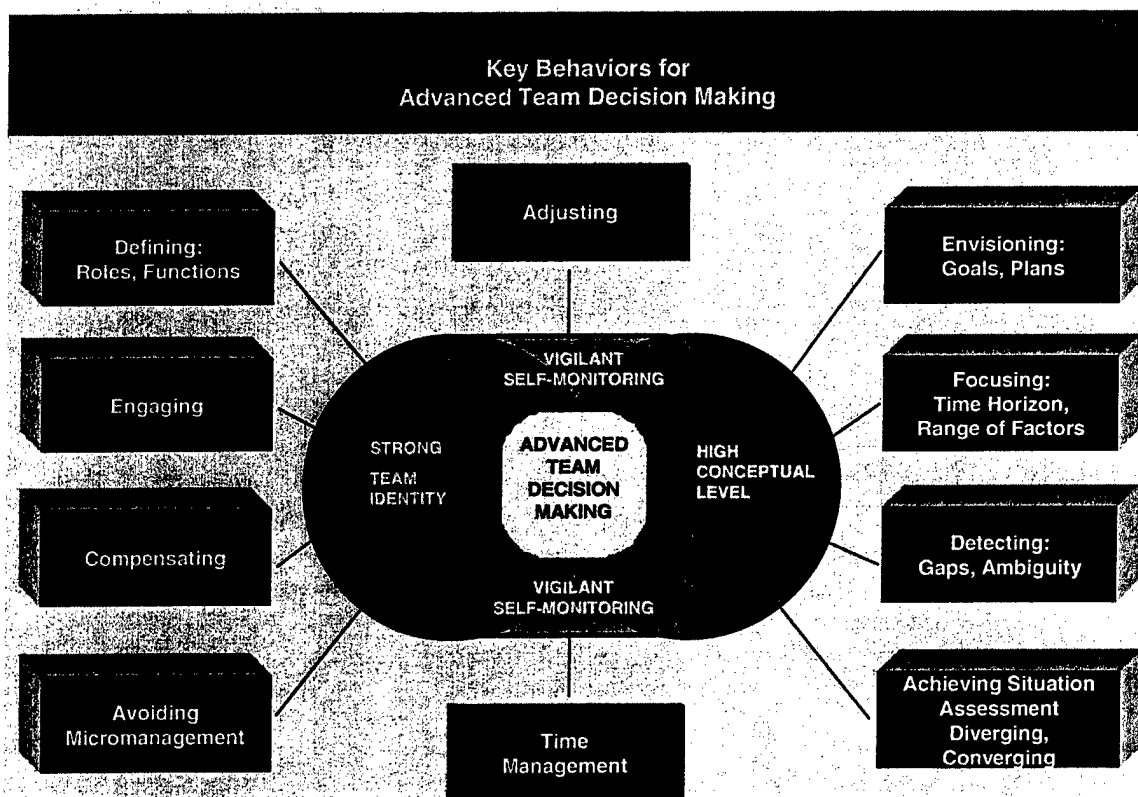 Key Behaviors for
Advanced Team Decision Making
Adjusting
Defining:
Roles, Functions
Engaging
Compensating
Avoiding
Micromanagement
VIGILANT
SELF-MONITORING
STRONG
TEAM
IDENTITY
ADVANCED
TEAM
DECISION
MAKING
HIGH
CONCEPTUAL
LEVEL
VIGILANT
SELF-MONITORING
Time
Management
Envisioning:
Goals, Plans
Focusing:
Time Horizon,
Range of Factors
Detecting:
Gaps, Ambiguity
Achieving Situation
Assessment
Diverging,
Converging